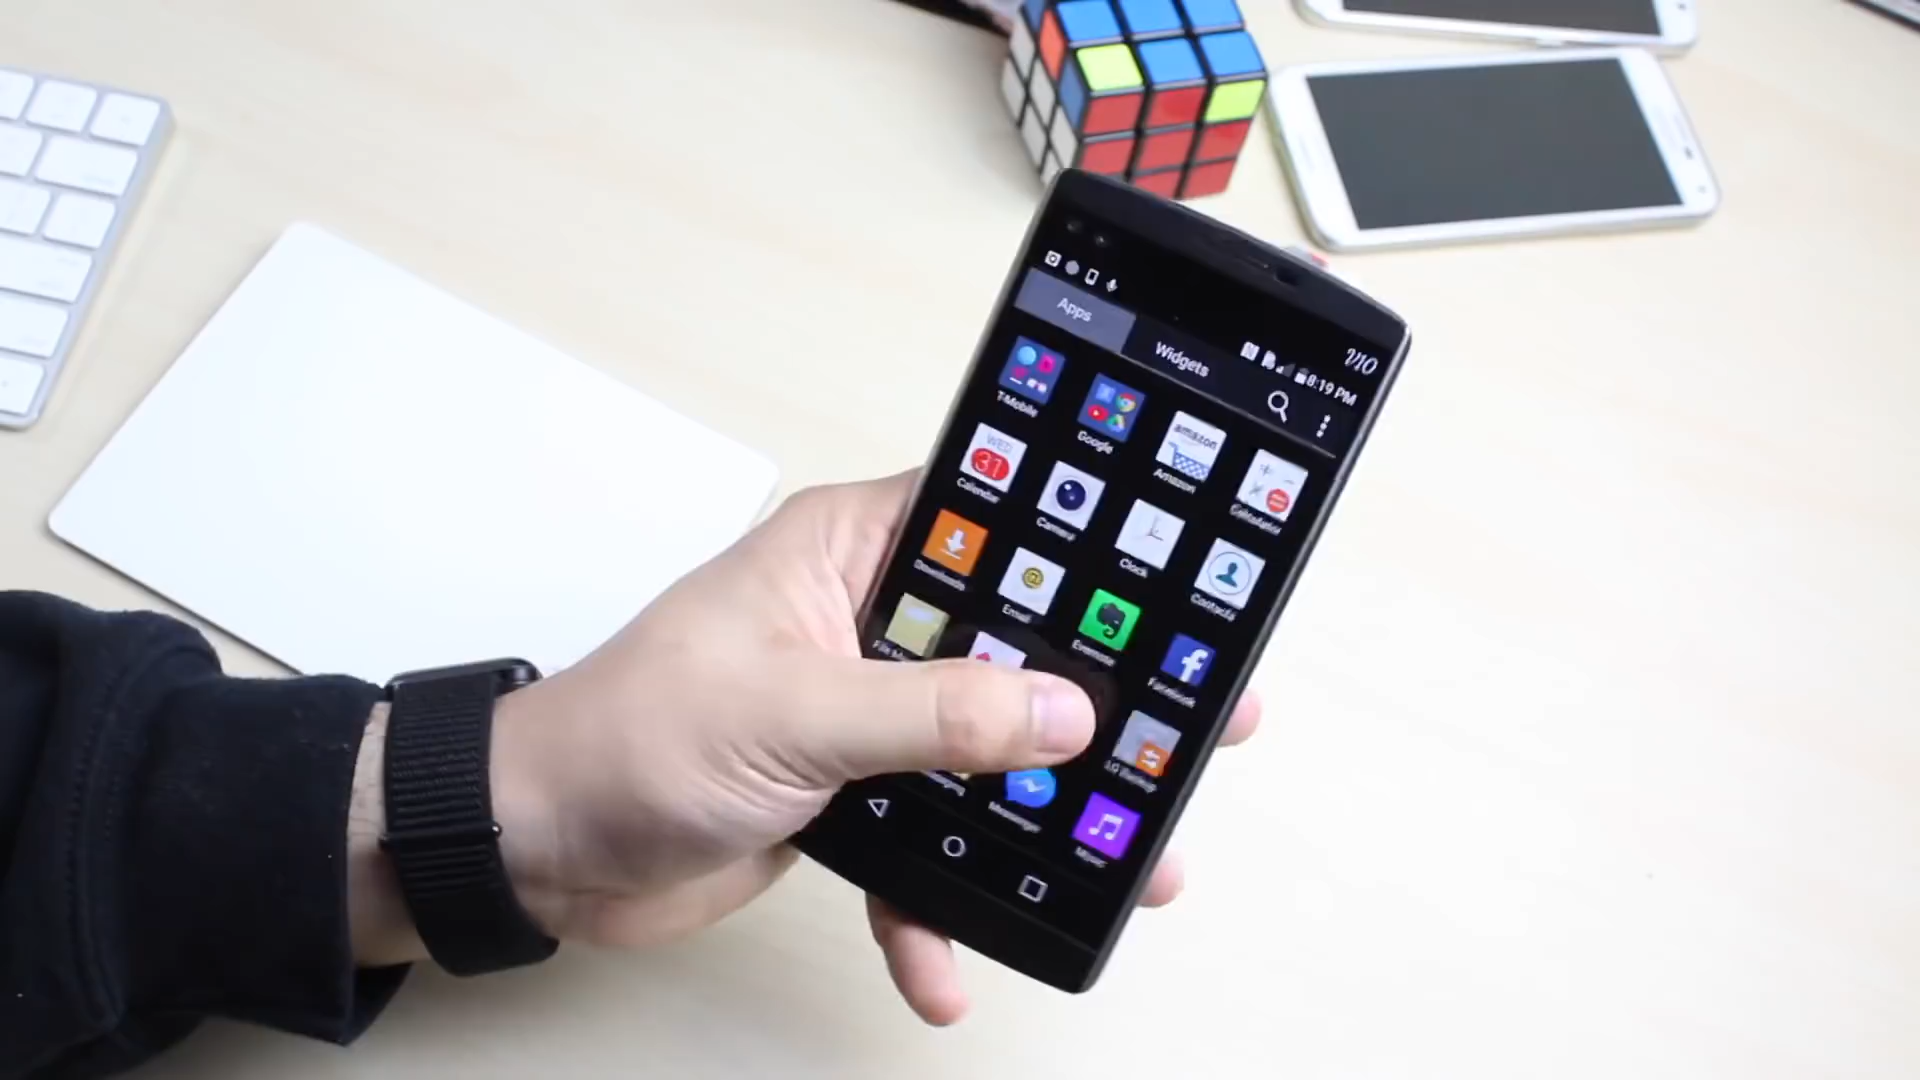 V10
8:19 PM
Apps
Widgets
T-Mobile
Google
amazon
Amazon
Calculator
WED
31
Calendar
Camera
Clock
Contacts
Downloads
Email
Evernote
Facebook
File
LG Backup
Messenger
Music